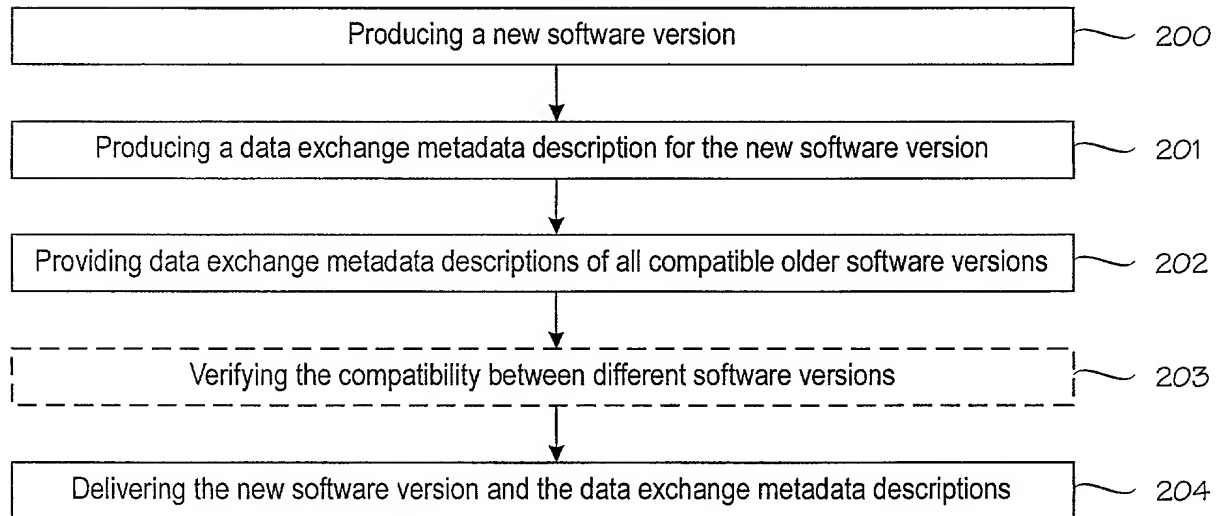 Producing a new software version 200
Producing a data exchange metadata description for the new software version 201
Providing data exchange metadata descriptions of all compatible older software versions 202
Verifying the compatibility between different software versions 203
Delivering the new software version and the data exchange metadata descriptions 204